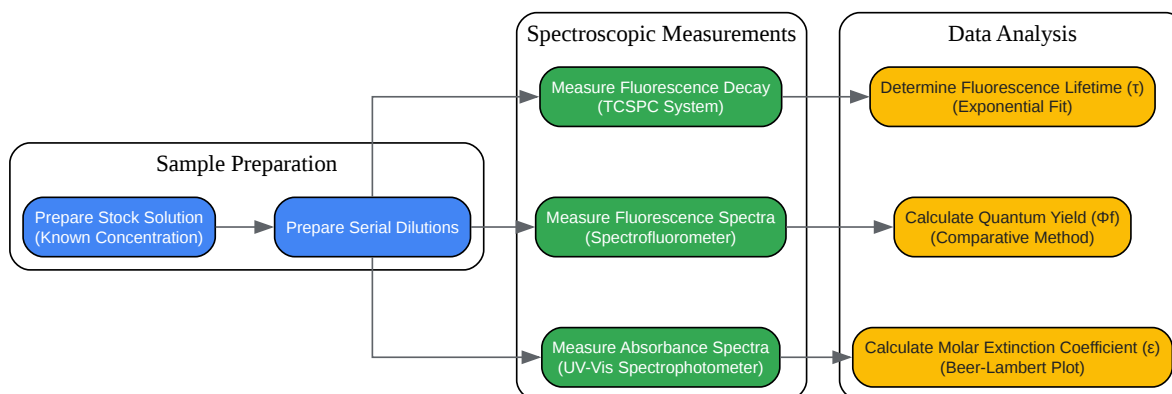 Sample Preparation
Prepare Stock Solution
(Known Concentration)
Prepare Serial Dilutions
Spectroscopic Measurements
Measure Fluorescence Decay
(TCSPC System)
Measure Fluorescence Spectra
(Spectrofluorometer)
Measure Absorbance Spectra
(UV-Vis Spectrophotometer)
Data Analysis
Determine Fluorescence Lifetime (τ)
(Exponential Fit)
Calculate Quantum Yield (Φf)
(Comparative Method)
Calculate Molar Extinction Coefficient (ε)
(Beer-Lambert Plot)